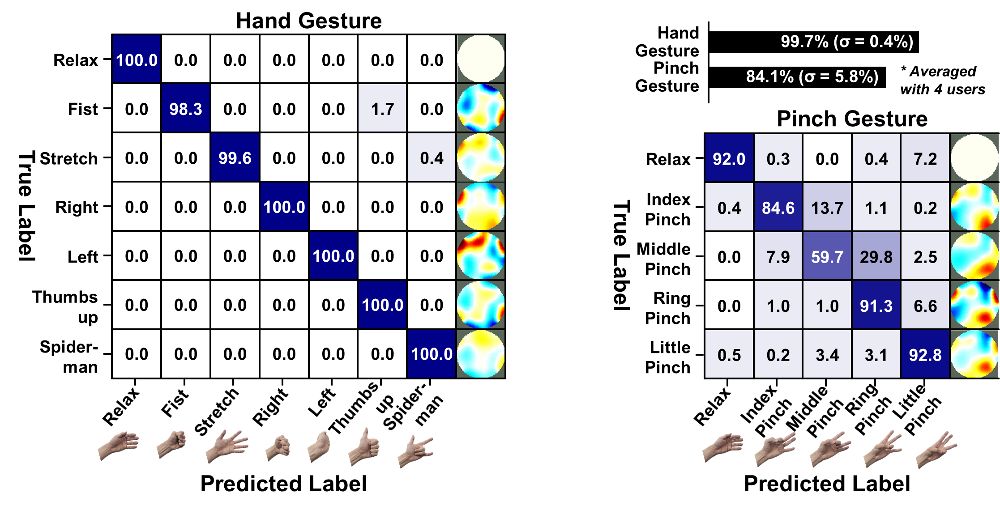 Hand Gesture
True Label
Relax 100.0 0.0 0.0 0.0 0.0 0.0 0.0
Fist 0.0 98.3 0.0 0.0 0.0 1.7 0.0
Stretch 0.0 0.0 99.6 0.0 0.0 0.0 0.4
Right 0.0 0.0 0.0 100.0 0.0 0.0 0.0
Left 0.0 0.0 0.0 0.0 100.0 0.0 0.0
Thumbs
up 0.0 0.0 0.0 0.0 0.0 100.0 0.0
Spider-
man 0.0 0.0 0.0 0.0 0.0 0.0 100.0
Relax
Fist
Stretch
Right
Left
Thumbs
up
Spider-
man
Predicted Label
Hand
Gesture
99.7% (σ = 0.4%)
Pinch
Gesture
84.1% (σ = 5.8%)
* Averaged
with 4 users
Pinch Gesture
True Label
Relax 92.0 0.3 0.0 0.4 7.2
Index
Pinch 0.4 84.6 13.7 1.1 0.2
Middle
Pinch 0.0 7.9 59.7 29.8 2.5
Ring
Pinch 0.0 1.0 1.0 91.3 6.6
Little
Pinch 0.5 0.2 3.4 3.1 92.8
Relax
Index
Pinch
Middle
Pinch
Ring
Pinch
Little
Pinch
Predicted Label